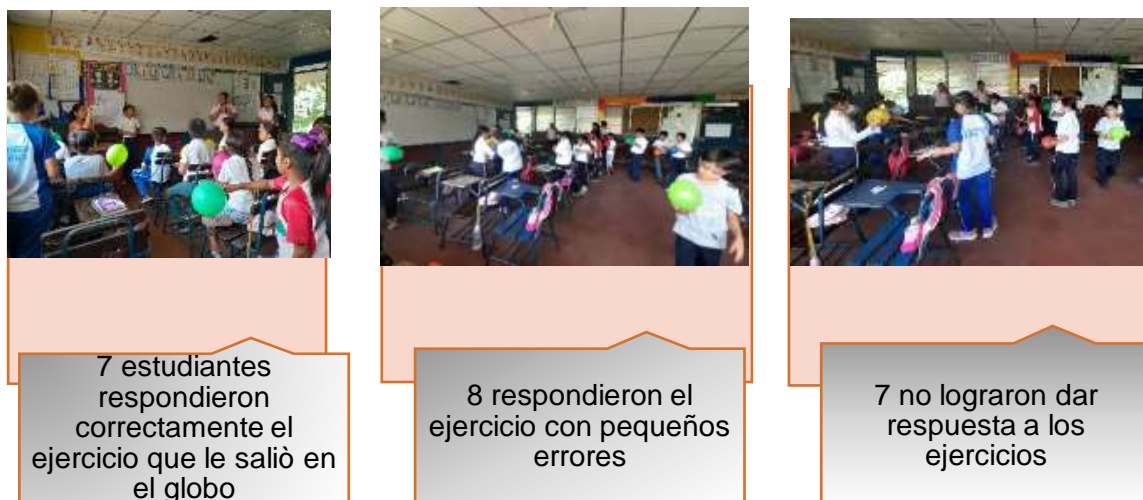 7 estudiantes
respondieron
correctamente el
ejercicio que le saliò en
el globo
8 respondieron el
ejercicio con pequeños
errores
7 no lograron dar
respuesta a los
ejercicios